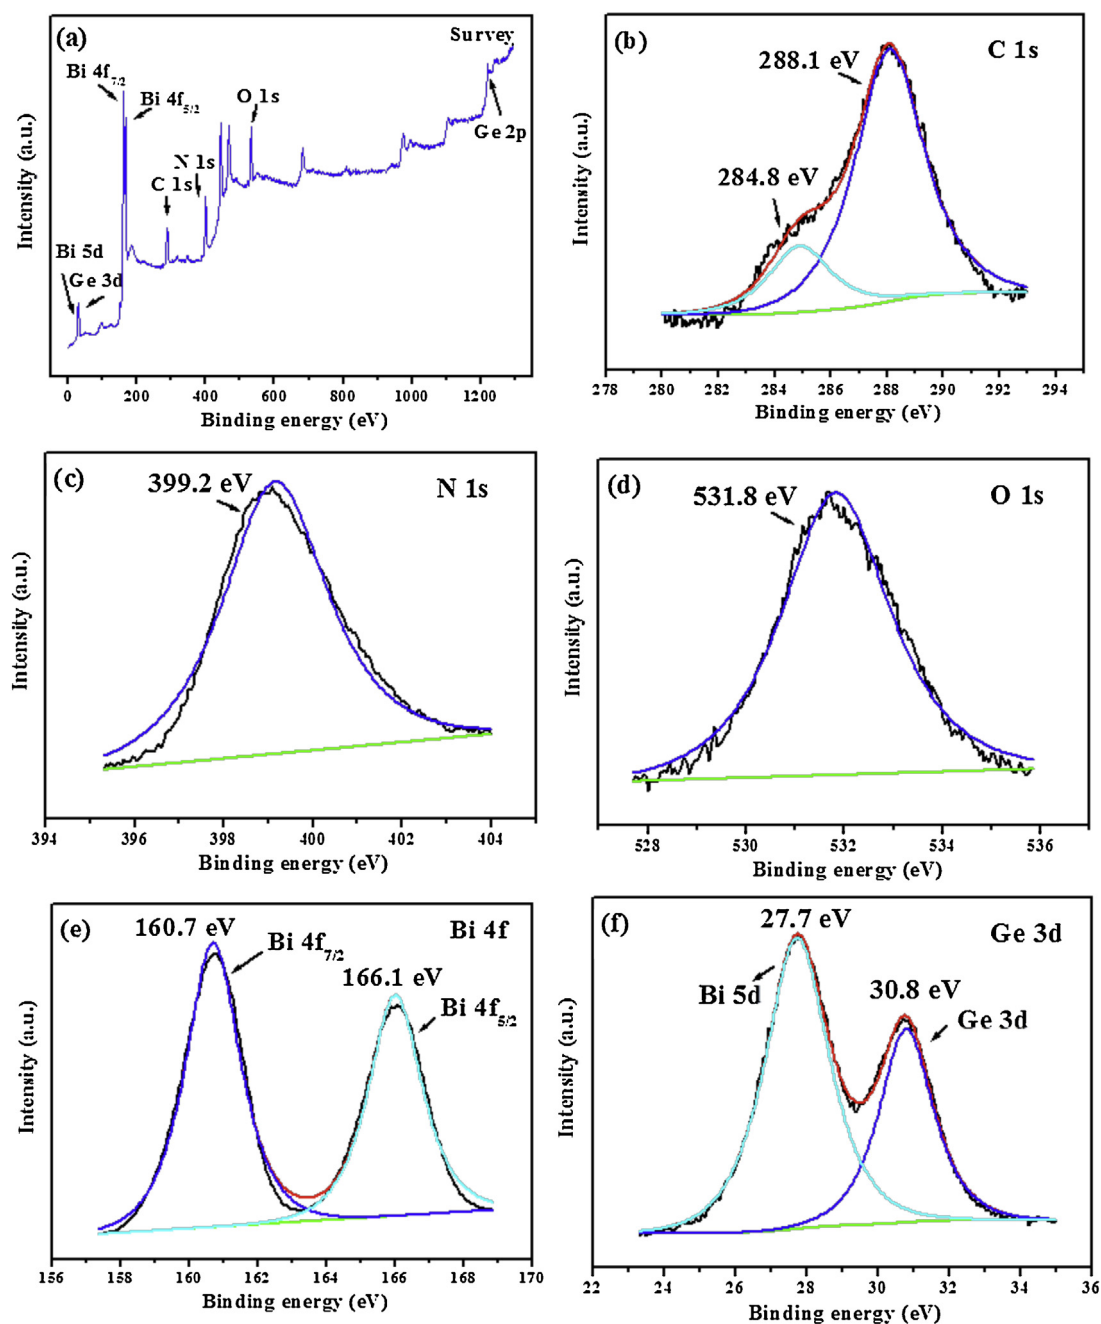 (a)
Survey
Bi 4f7/2
Bi 4f5/2
O 1s
Ge 2p
N 1s
C 1s
Bi 5d
Ge 3d
Intensity (a.u.)
0 200 400 600 800 1000 1200
Binding energy (eV)
(b)
C 1s
288.1 eV
284.8 eV
Intensity (a.u.)
278 280 282 284 286 288 290 292 294
Binding energy (eV)
(c)
N 1s
399.2 eV
Intensity (a.u.)
394 396 398 400 402 404
Binding energy (eV)
(d)
O 1s
531.8 eV
Intensity (a.u.)
528 530 532 534 536
Binding energy (eV)
(e)
160.7 eV
Bi 4f
Bi 4f7/2
166.1 eV
Bi 4f5/2
Intensity (a.u.)
156 158 160 162 164 166 168 170
Binding energy (eV)
(f)
27.7 eV
Ge 3d
Bi 5d
30.8 eV
Ge 3d
Intensity (a.u.)
22 24 26 28 30 32 34 36
Binding energy (eV)